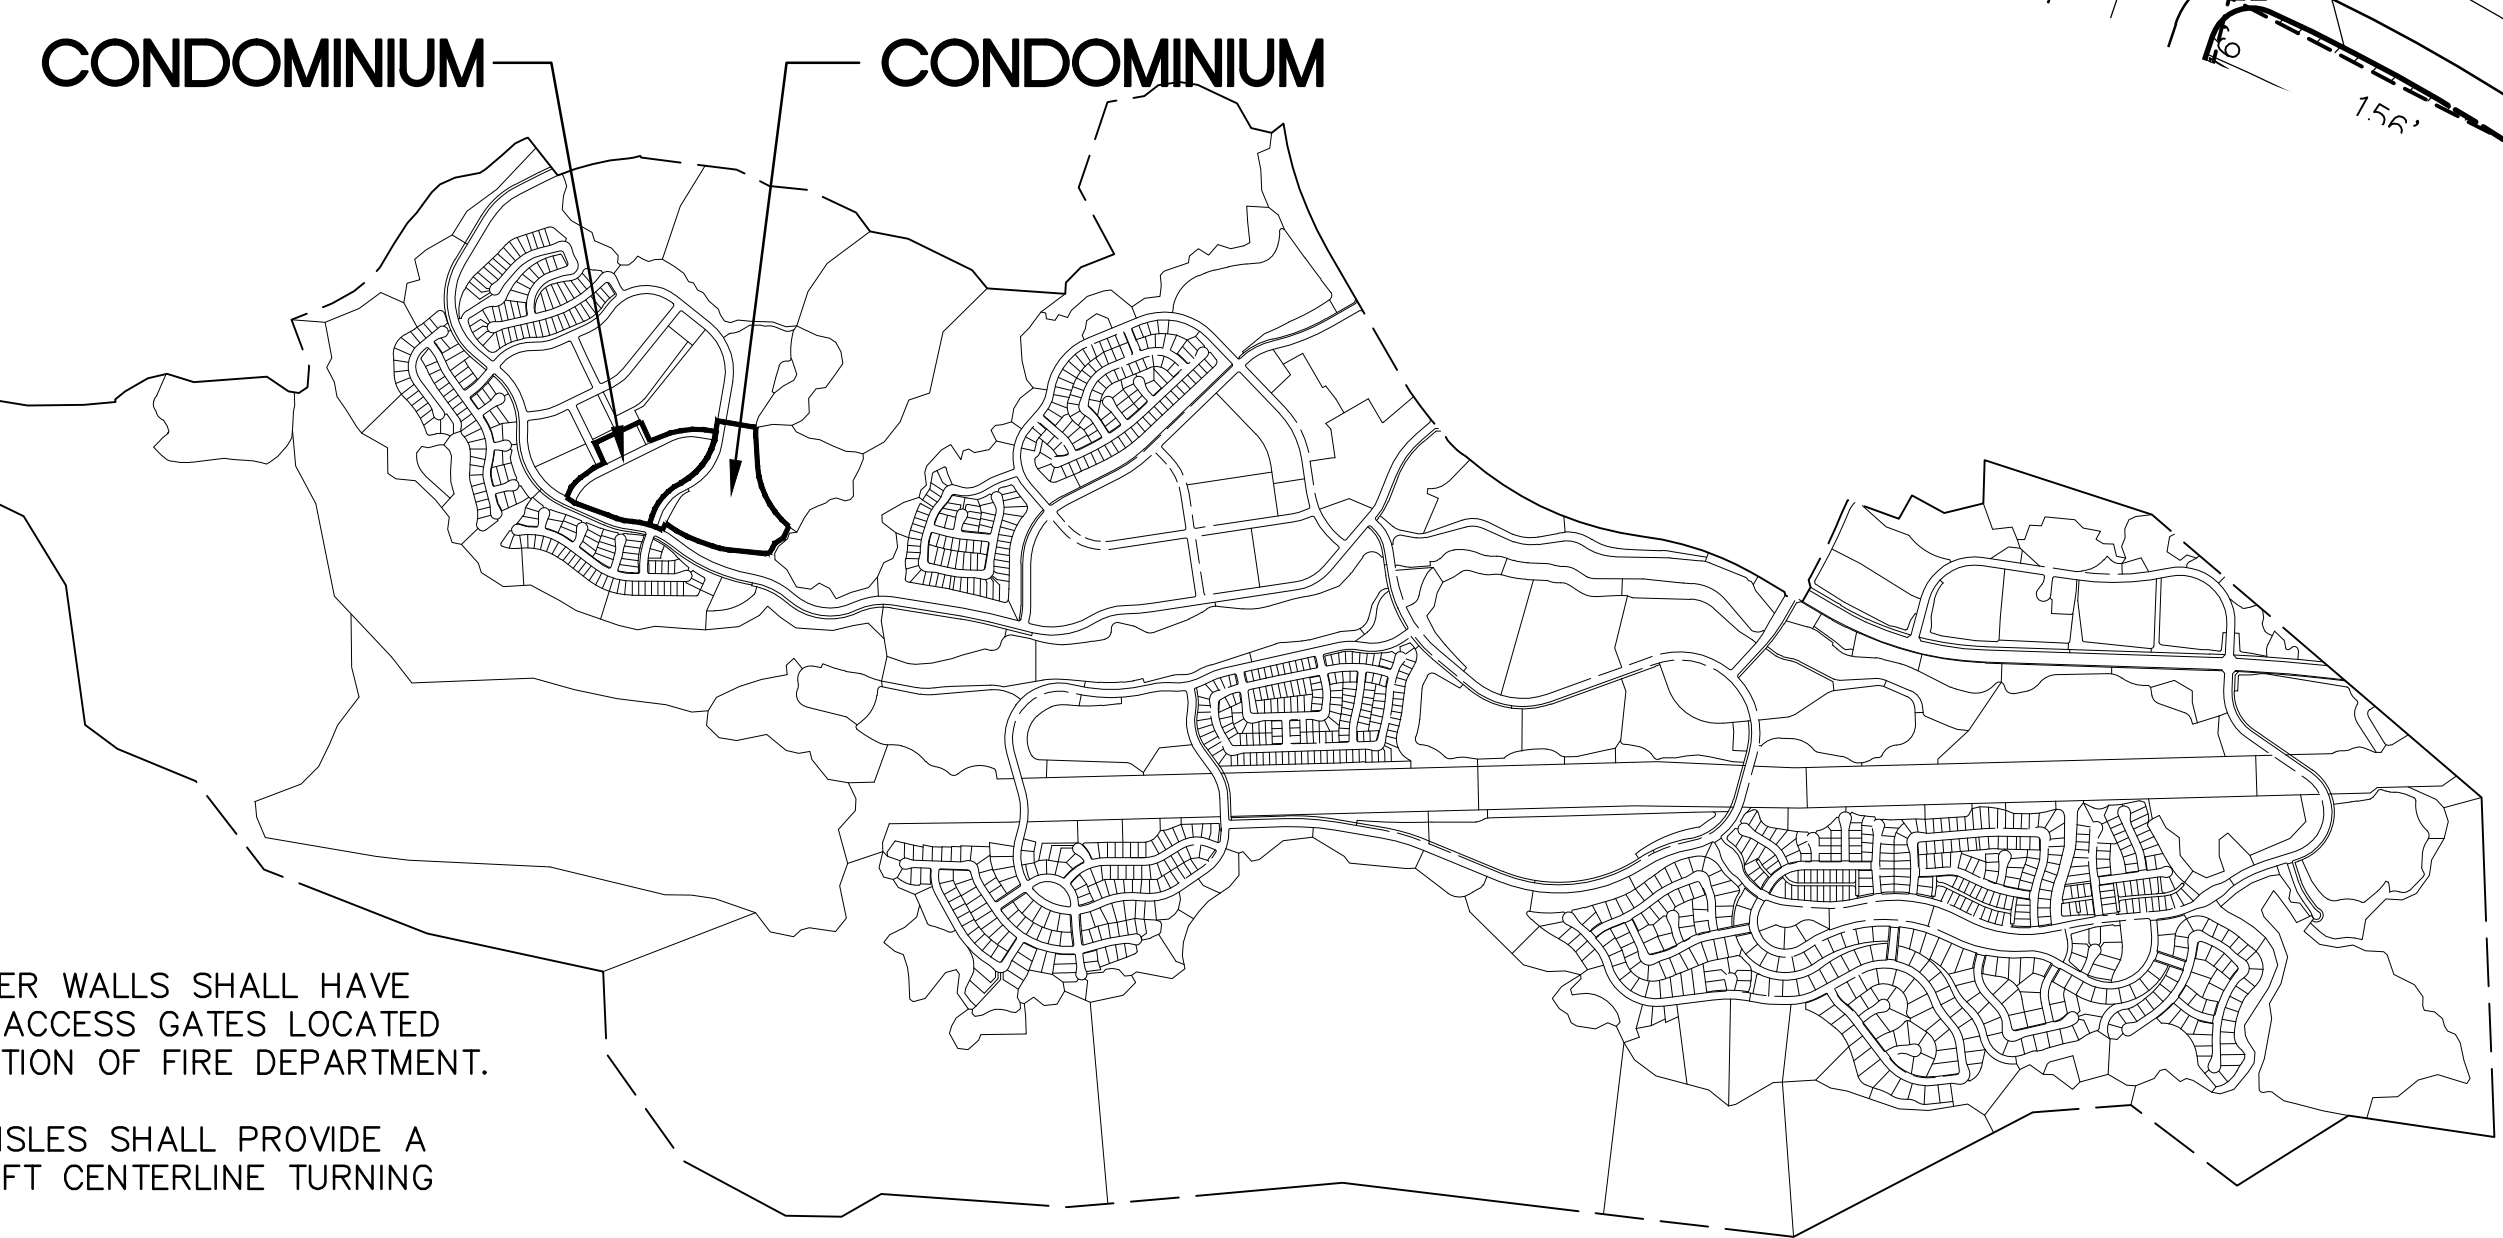 CONDOMINIUM
CONDOMINIUM
156'
ER WALLS SHALL HAVE
ACCESS GATES LOCATED
TION OF FIRE DEPARTMENT.
ISLES SHALL PROVIDE A
FT CENTERLINE TURNING